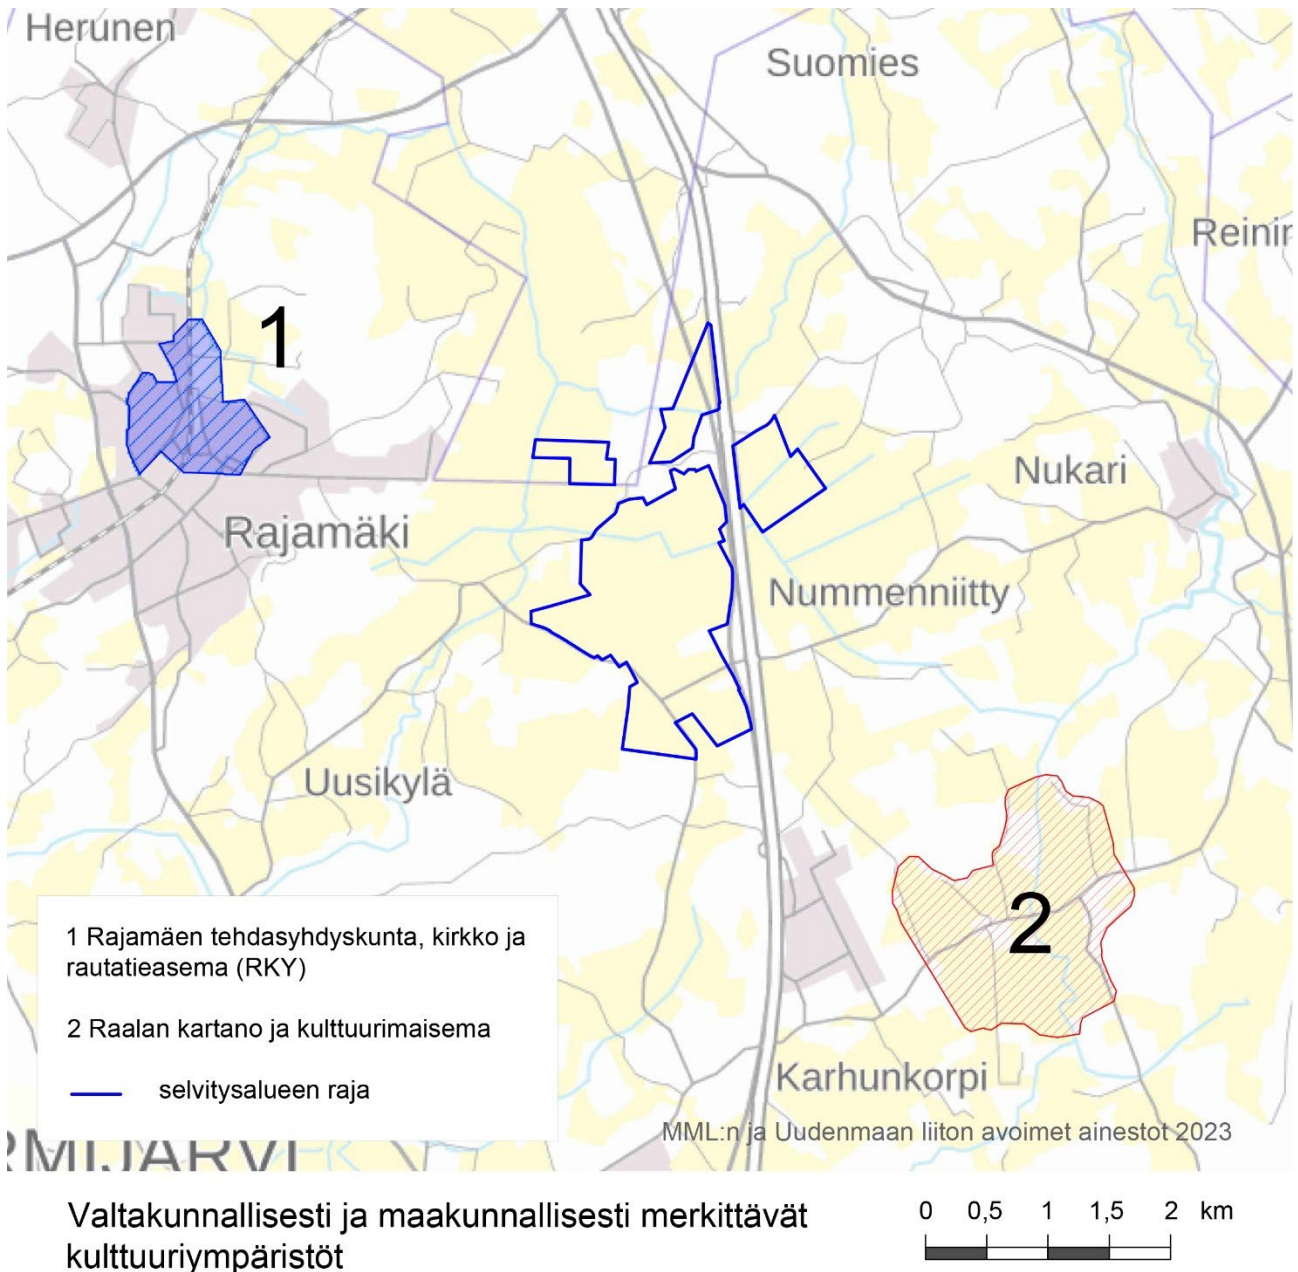 Herunen
Suomies
Reinir
1
Nukari
Rajamäki
Nummenniitty
Uusikylä
2
1 Rajamäen tehdasyhdyskunta, kirkko ja
rautatieasema (RKY)
2 Raalan kartano ja kulttuurimaisema
selvitysalueen raja
Karhunkorpi
MML:n ja Uudenmaan liiton avoimet ainestot 2023
RMIJÄRVI
Valtakunnallisesti ja maakunnallisesti merkittävät
kulttuuriympäristöt
0 0,5 1 1,5 2 km